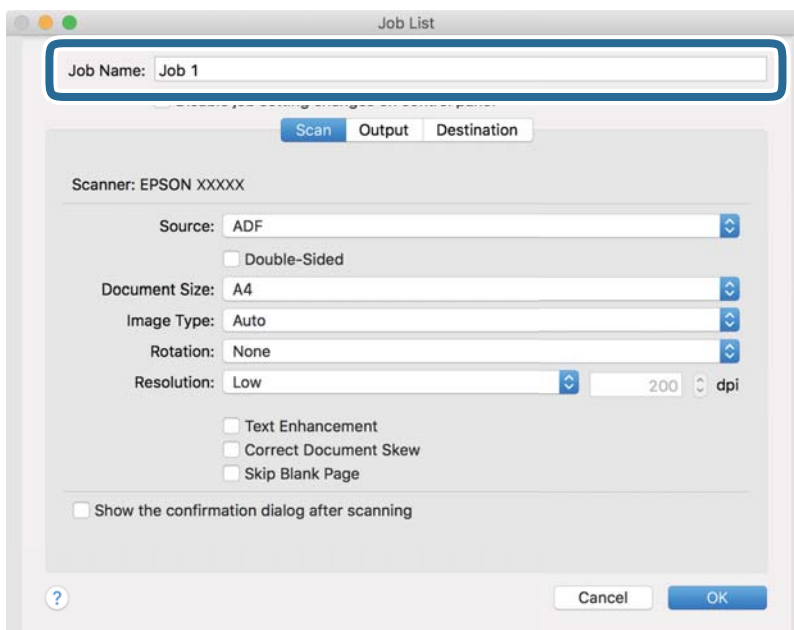 Job List
Job Name: Job 1
Scan Output Destination
Scanner: EPSON XXXXX
Source: ADF
Double-Sided
Document Size: A4
Image Type: Auto
Rotation: None
Resolution: Low 200 dpi
Text Enhancement
Correct Document Skew
Skip Blank Page
Show the confirmation dialog after scanning
? Cancel OK